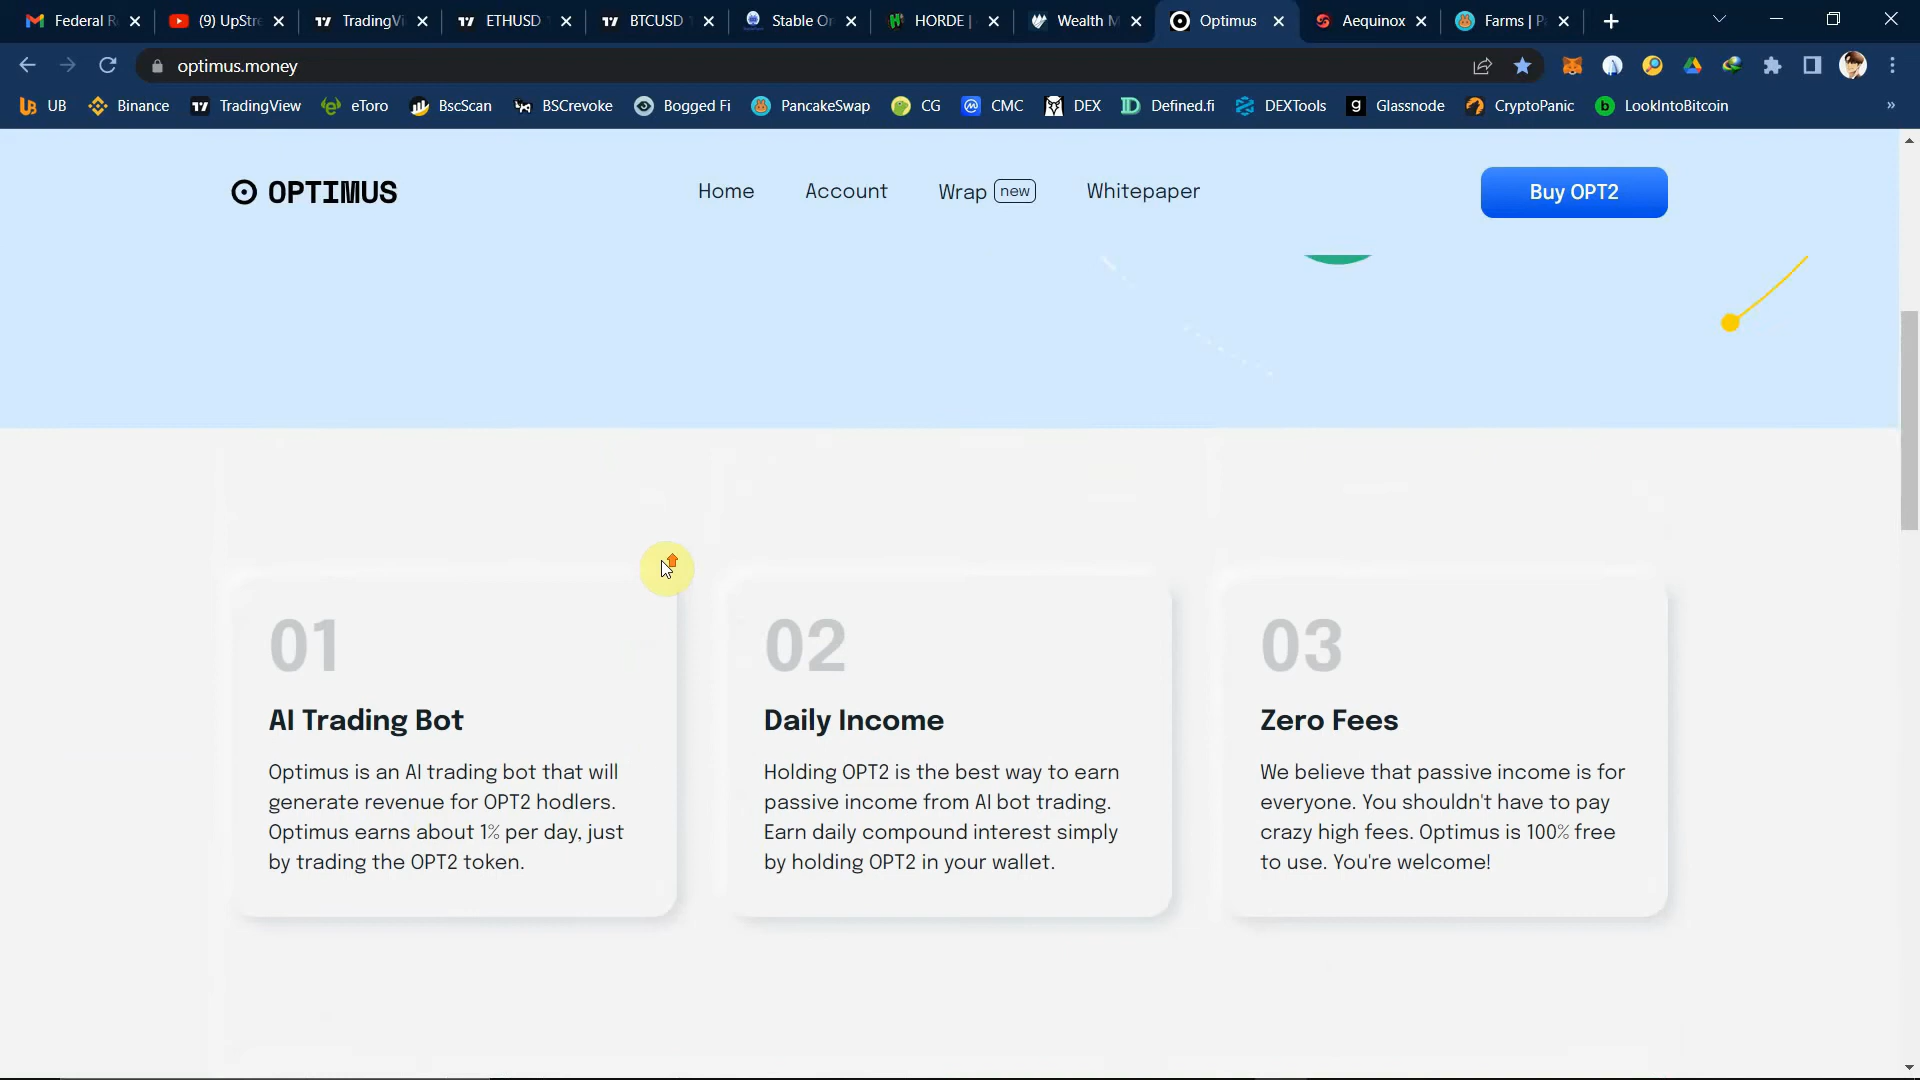 Federal R
(9) UpStre
TradingVi
ETHUSD
BTCUSD
Stable Or
HORDE |
Wealth M
Optimus
Aequinox
Farms | P
optimus.money
UB
Binance
TradingView
eToro
BscScan
BSCrevoke
Bogged Fi
PancakeSwap
CG
CMC
DEX
Defined.fi
DEXTools
Glassnode
CryptoPanic
LookIntoBitcoin
»
OPTIMUS
Home
Account
Wrap new
Whitepaper
Buy OPT2
01
AI Trading Bot
Optimus is an AI trading bot that will
generate revenue for OPT2 hodlers.
Optimus earns about 1% per day, just
by trading the OPT2 token.
02
Daily Income
Holding OPT2 is the best way to earn
passive income from AI bot trading.
Earn daily compound interest simply
by holding OPT2 in your wallet.
03
Zero Fees
We believe that passive income is for
everyone. You shouldn't have to pay
crazy high fees. Optimus is 100% free
to use. You're welcome!